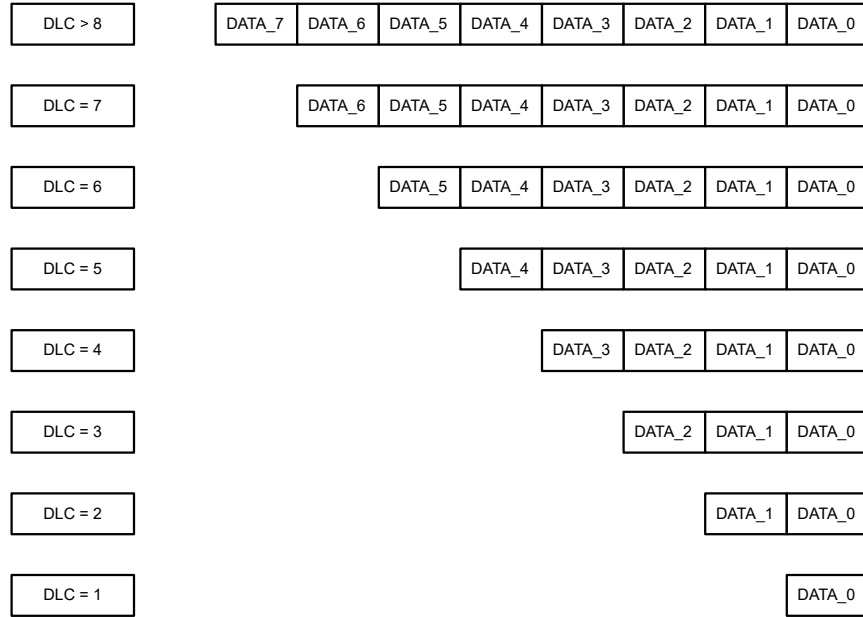 DLC > 8 DATA_7 DATA_6 DATA_5 DATA_4 DATA_3 DATA_2 DATA_1 DATA_0
DLC = 7 DATA_6 DATA_5 DATA_4 DATA_3 DATA_2 DATA_1 DATA_0
DLC = 6 DATA_5 DATA_4 DATA_3 DATA_2 DATA_1 DATA_0
DLC = 5 DATA_4 DATA_3 DATA_2 DATA_1 DATA_0
DLC = 4 DATA_3 DATA_2 DATA_1 DATA_0
DLC = 3 DATA_2 DATA_1 DATA_0
DLC = 2 DATA_1 DATA_0
DLC = 1 DATA_0